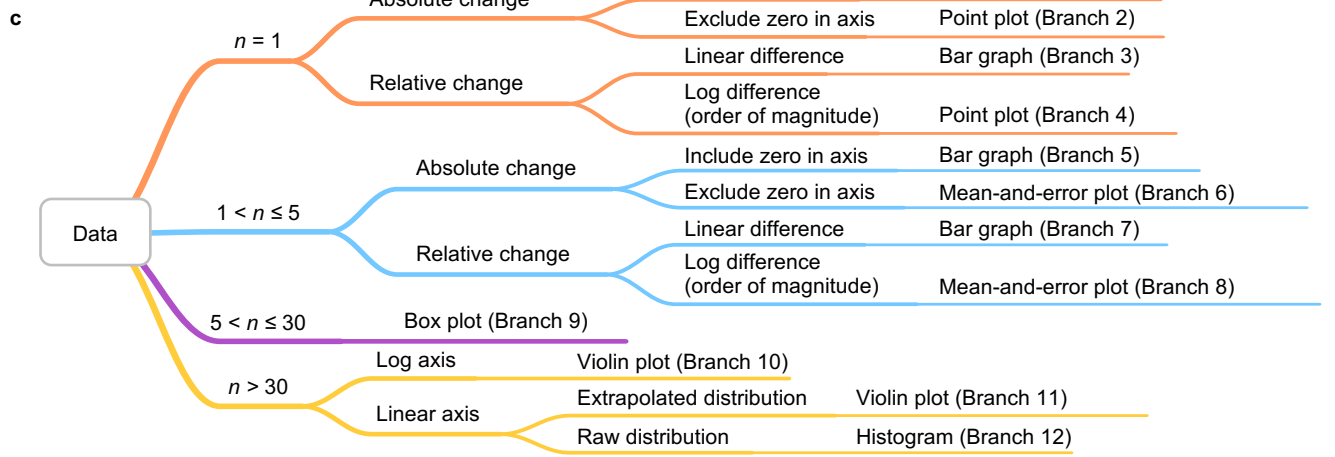 c
Absolute change
n = 1
Exclude zero in axis Point plot (Branch 2)
Linear difference Bar graph (Branch 3)
Relative change
Log difference
(order of magnitude) Point plot (Branch 4)
Include zero in axis Bar graph (Branch 5)
Absolute change
Exclude zero in axis Mean-and-error plot (Branch 6)
1 < n ≤ 5
Data
Linear difference Bar graph (Branch 7)
Relative change
Log difference
(order of magnitude) Mean-and-error plot (Branch 8)
5 < n ≤ 30 Box plot (Branch 9)
Log axis Violin plot (Branch 10)
n > 30
Extrapolated distribution Violin plot (Branch 11)
Linear axis
Raw distribution Histogram (Branch 12)